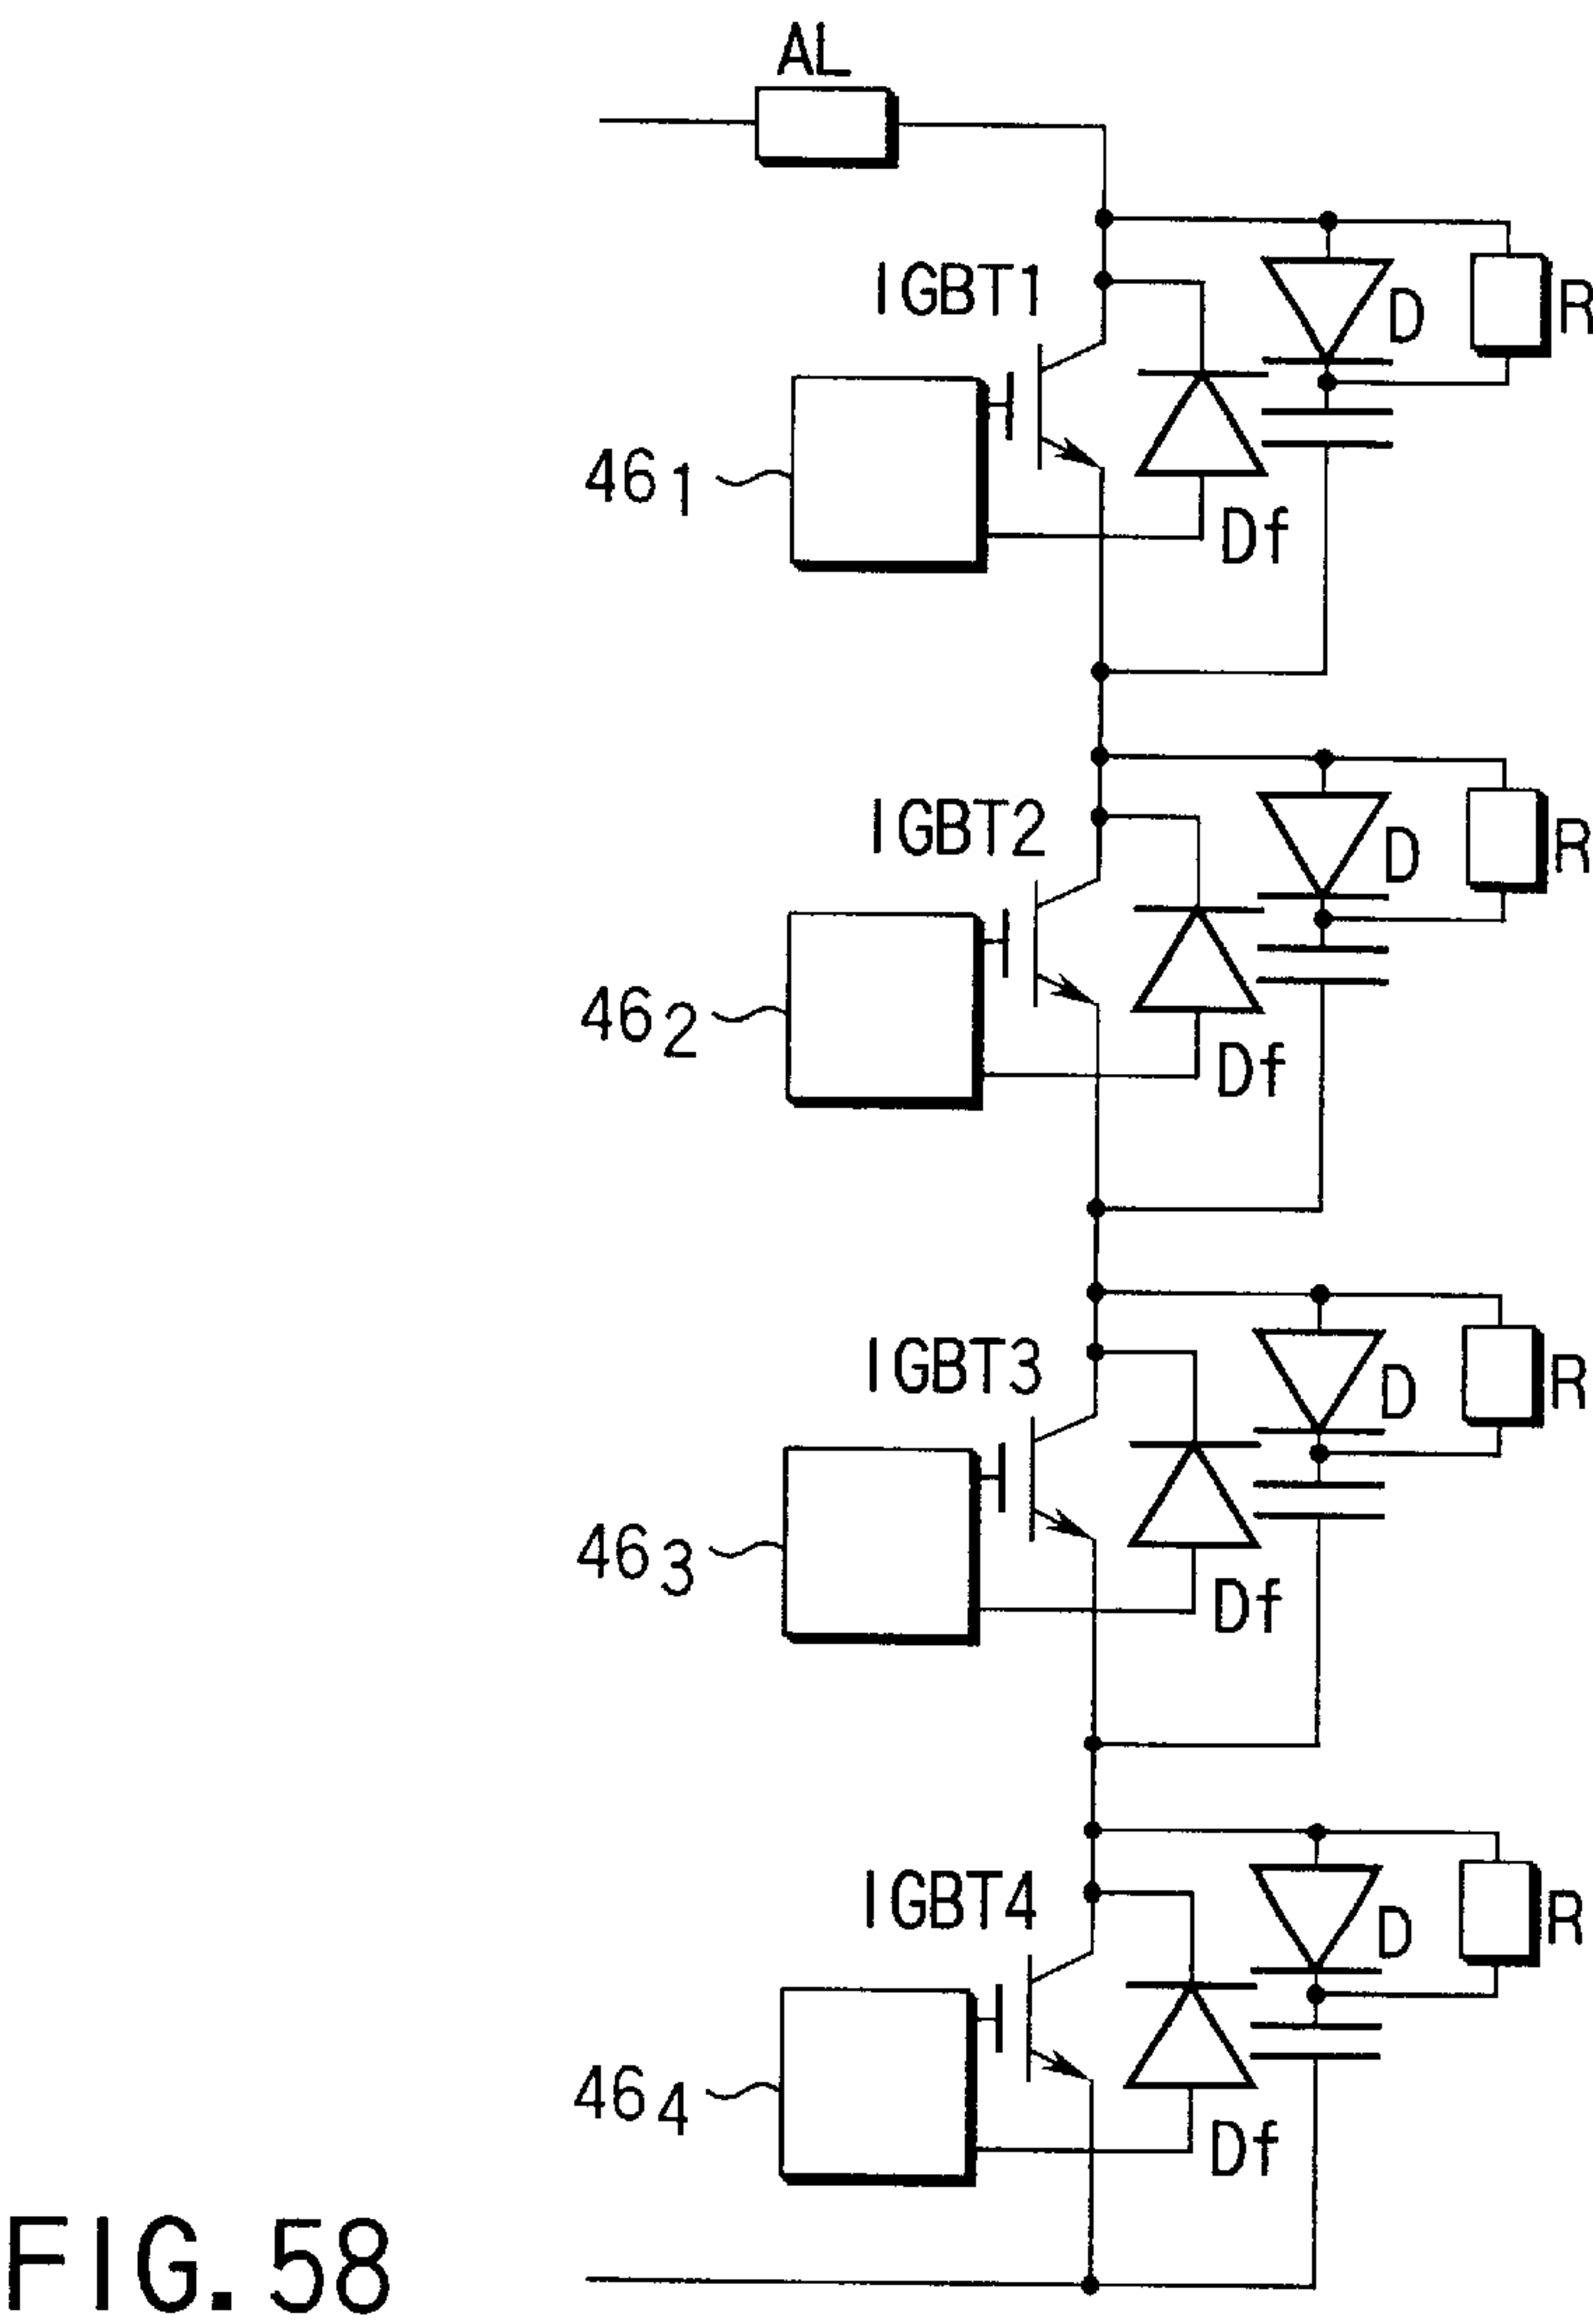 AL
IGBT1
D
R
46₁
Df
IGBT2
D
R
46₂
Df
IGBT3
D
R
46₃
Df
IGBT4
D
R
46₄
Df
FIG. 58